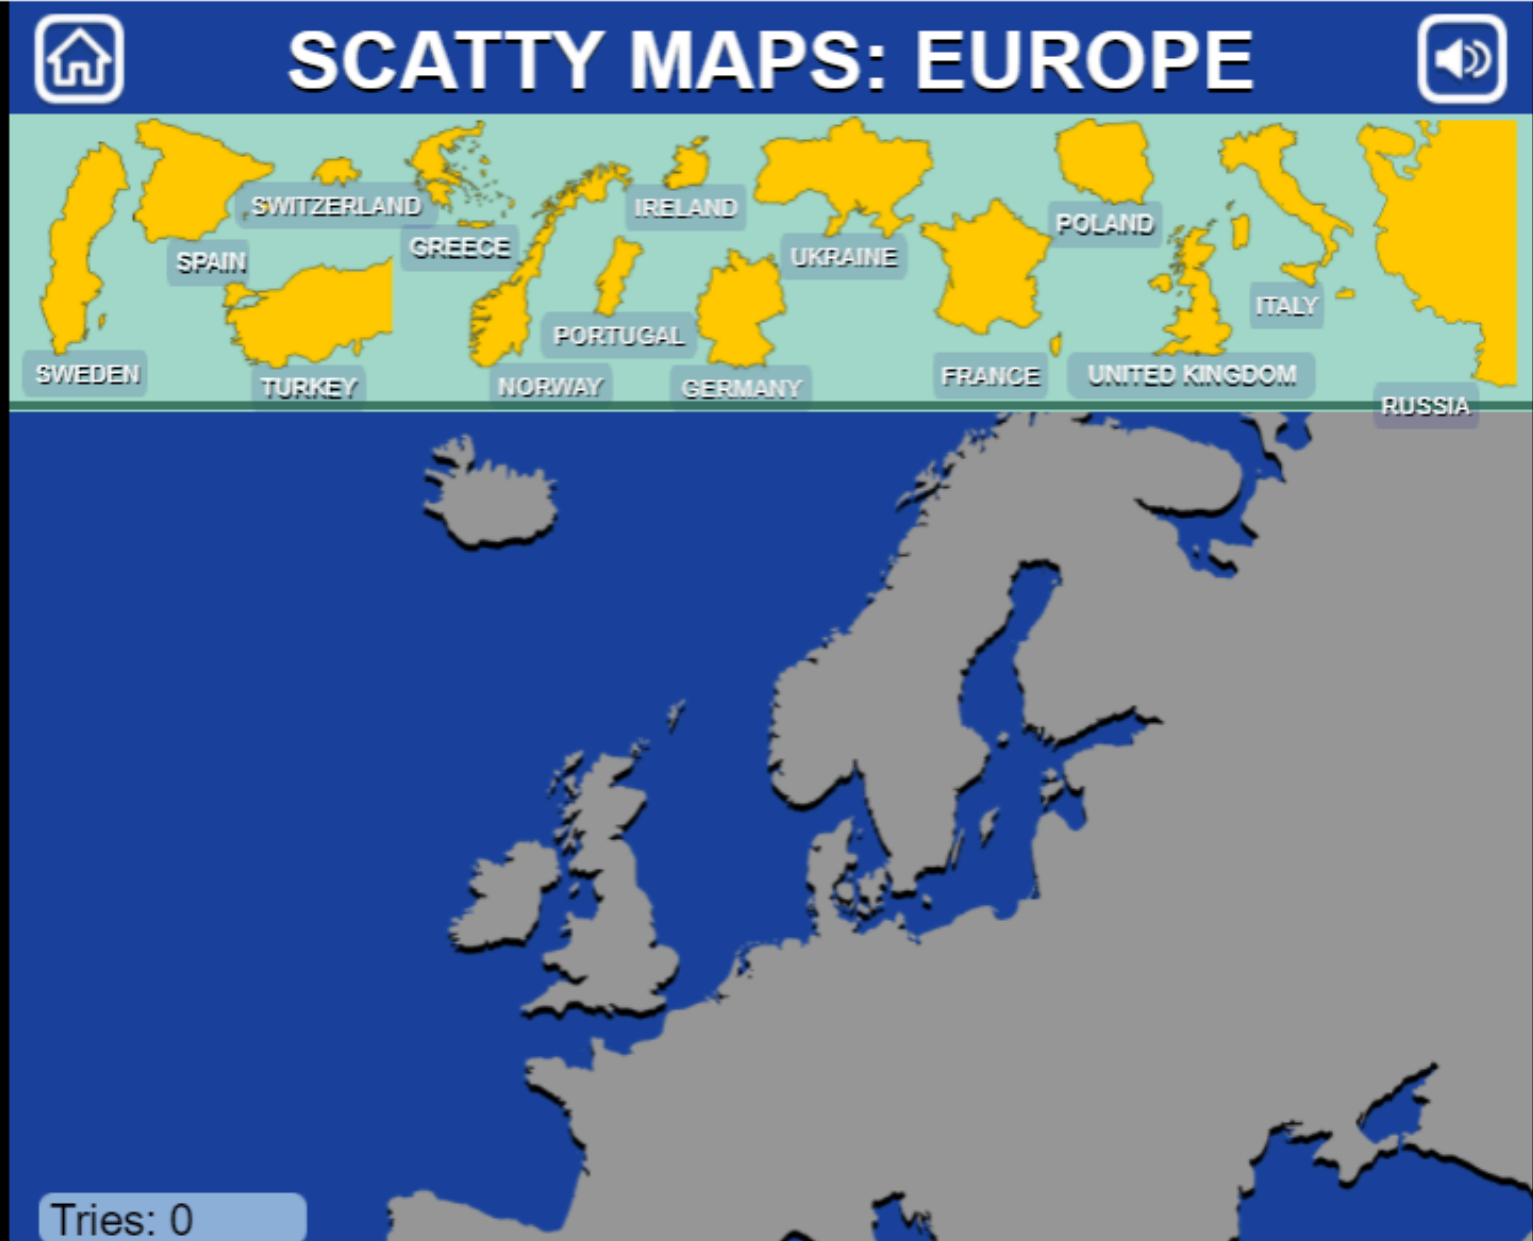 SCATTY MAPS: EUROPE
SWITZERLAND
IRELAND
POLAND
GREECE
SPAIN
UKRAINE
ITALY
PORTUGAL
SWEDEN
TURKEY
NORWAY
GERMANY
FRANCE
UNITED KINGDOM
RUSSIA
Tries: 0